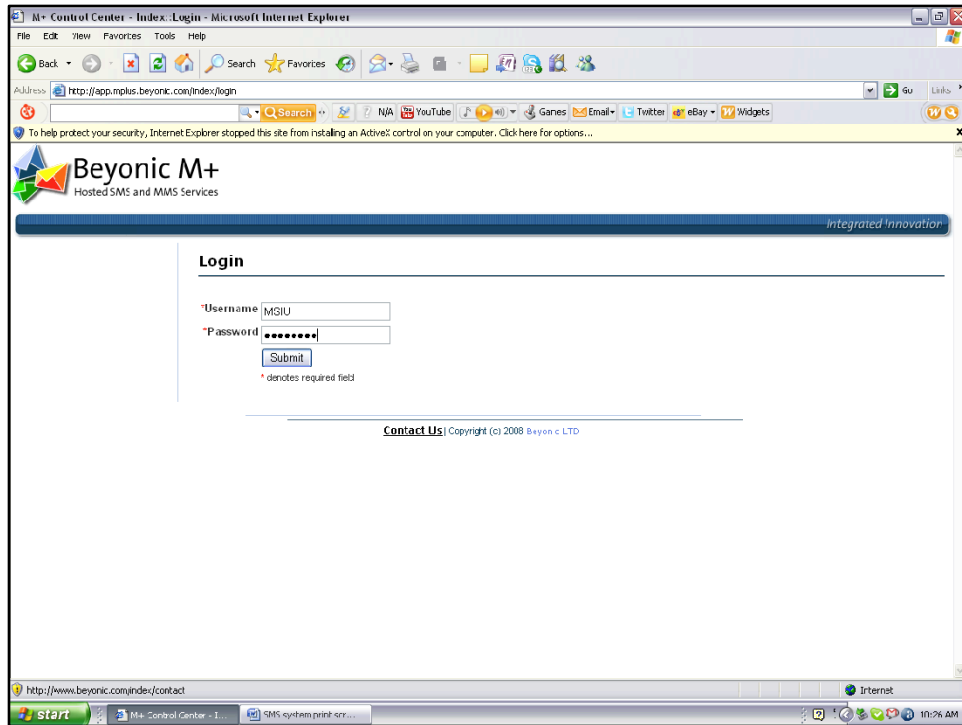 M+ Control Center - Index::Login - Microsoft Internet Explorer
File Edit View Favorites Tools Help
Back Search Favorites
Address http://app.mplus.beyonic.com/index/login Go Links
Search N/A YouTube Games Email Twitter eBay Widgets
To help protect your security, Internet Explorer stopped this site from installing an ActiveX control on your computer. Click here for options...
Beyonic M+
Hosted SMS and MMS Services
Integrated Innovation
Login
*Username MSIU
*Password ••••••••
Submit
* denotes required field
Contact Us | Copyright (c) 2008 Beyonic LTD
http://www.beyonic.com/index/contact Internet
start M+ Control Center - I... SMS system print scr... 10:26 AM